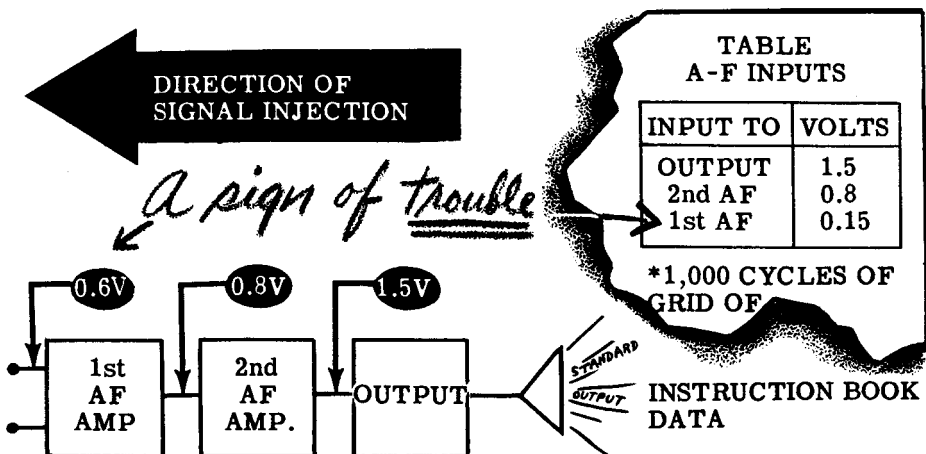 DIRECTION OF
SIGNAL INJECTION
TABLE
A-F INPUTS
INPUT TO VOLTS
OUTPUT 1.5
2nd AF 0.8
1st AF 0.15
*1,000 CYCLES OF
GRID OF
A sign of trouble
0.6V 0.8V 1.5V
1st
AF
AMP
2nd
AF
AMP.
OUTPUT
STANDARD
OUTPUT
INSTRUCTION BOOK
DATA